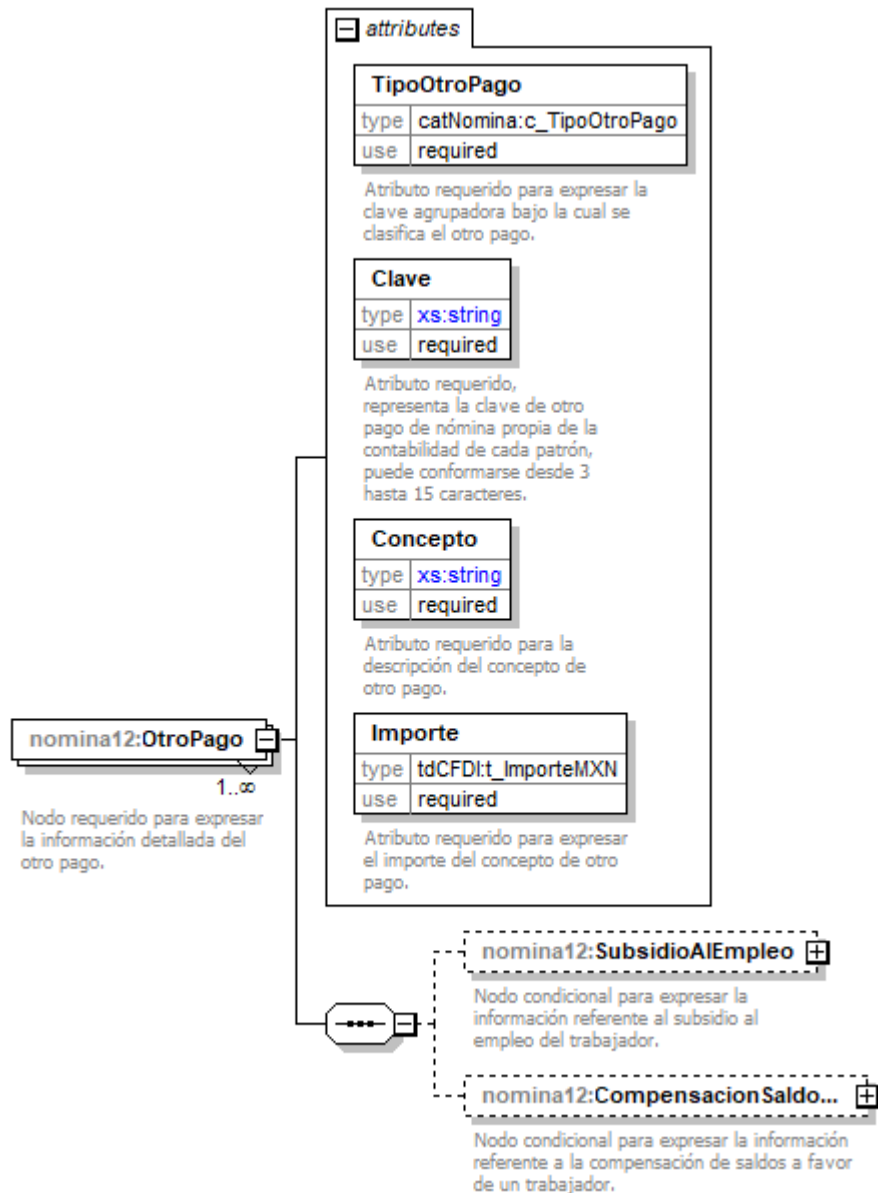 attributes
TipoOtroPago
type catNomina:c_TipoOtroPago
use required
Atributo requerido para expresar la
clave agrupadora bajo la cual se
clasifica el otro pago.
Clave
type xs:string
use required
Atributo requerido,
representa la clave de otro
pago de nómina propia de la
contabilidad de cada patrón,
puede conformarse desde 3
hasta 15 caracteres.
Concepto
type xs:string
use required
Atributo requerido para la
descripción del concepto de
otro pago.
Importe
type tdCFDI:t_ImporteMXN
use required
Atributo requerido para expresar
el importe del concepto de otro
pago.
nomina12:OtroPago
1..∞
Nodo requerido para expresar
la información detallada del
otro pago.
nomina12:SubsidioAlEmpleo
Nodo condicional para expresar la
información referente al subsidio al
empleo del trabajador.
nomina12:CompensacionSaldo...
Nodo condicional para expresar la información
referente a la compensación de saldos a favor
de un trabajador.